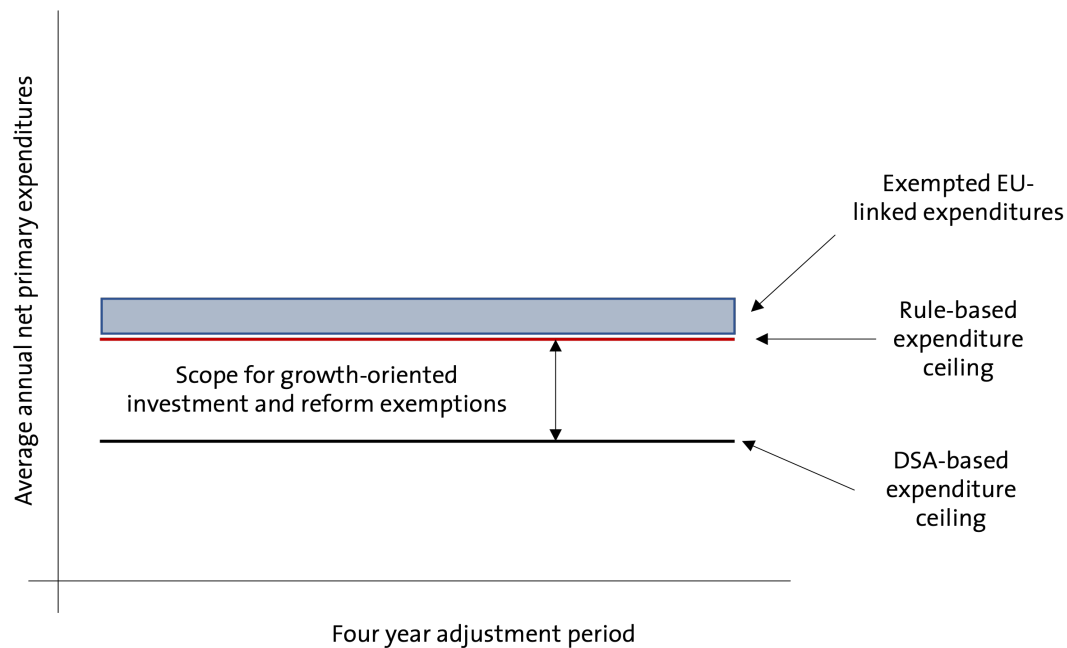 Average annual net primary expenditures
Exempted EU-
linked expenditures
Rule-based
expenditure
ceiling
Scope for growth-oriented
investment and reform exemptions
DSA-based
expenditure
ceiling
Four year adjustment period